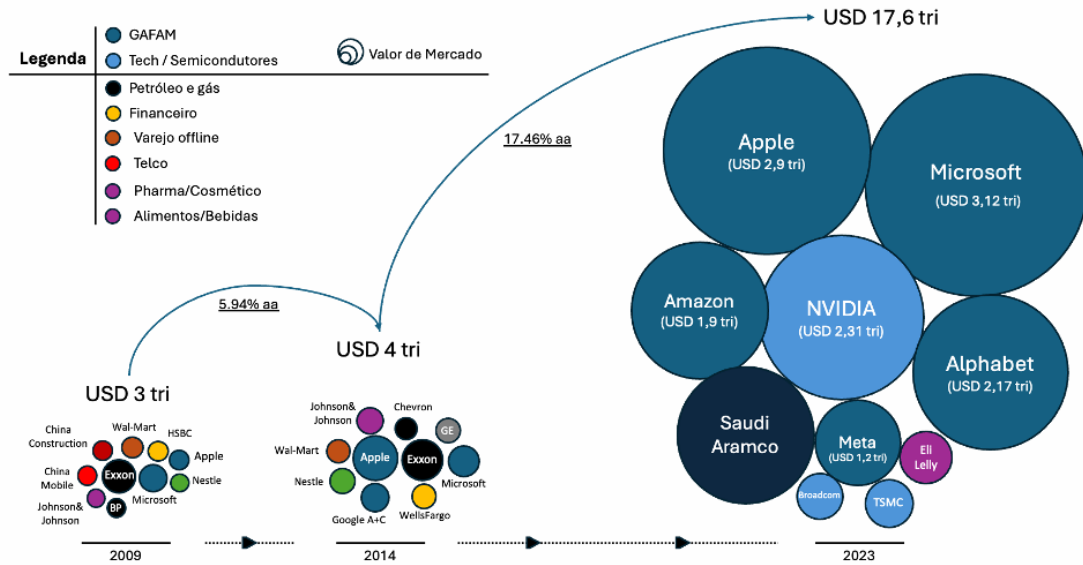 USD 17,6 tri
Legenda
GAFAM
Tech / Semicondutores
Petróleo e gás
Financeiro
Varejo offline
Telco
Pharma/Cosmético
Alimentos/Bebidas
Valor de Mercado
17.46% aa
5.94% aa
USD 3 tri
China
Construction
Wal-Mart
HSBC
Apple
China
Mobile
Exxon
Nestle
Microsoft
Johnson&
Johnson
BP
2009
USD 4 tri
Johnson&
Johnson
Chevron
GE
Wal-Mart
Apple
Exxon
Nestle
Microsoft
Google A+C
WellsFargo
2014
Apple
(USD 2,9 tri)
Microsoft
(USD 3,12 tri)
Amazon
(USD 1,9 tri)
NVIDIA
(USD 2,31 tri)
Alphabet
(USD 2,17 tri)
Saudi
Aramco
Meta
(USD 1,2 tri)
Eli
Lelly
Broadcom
TSMC
2023